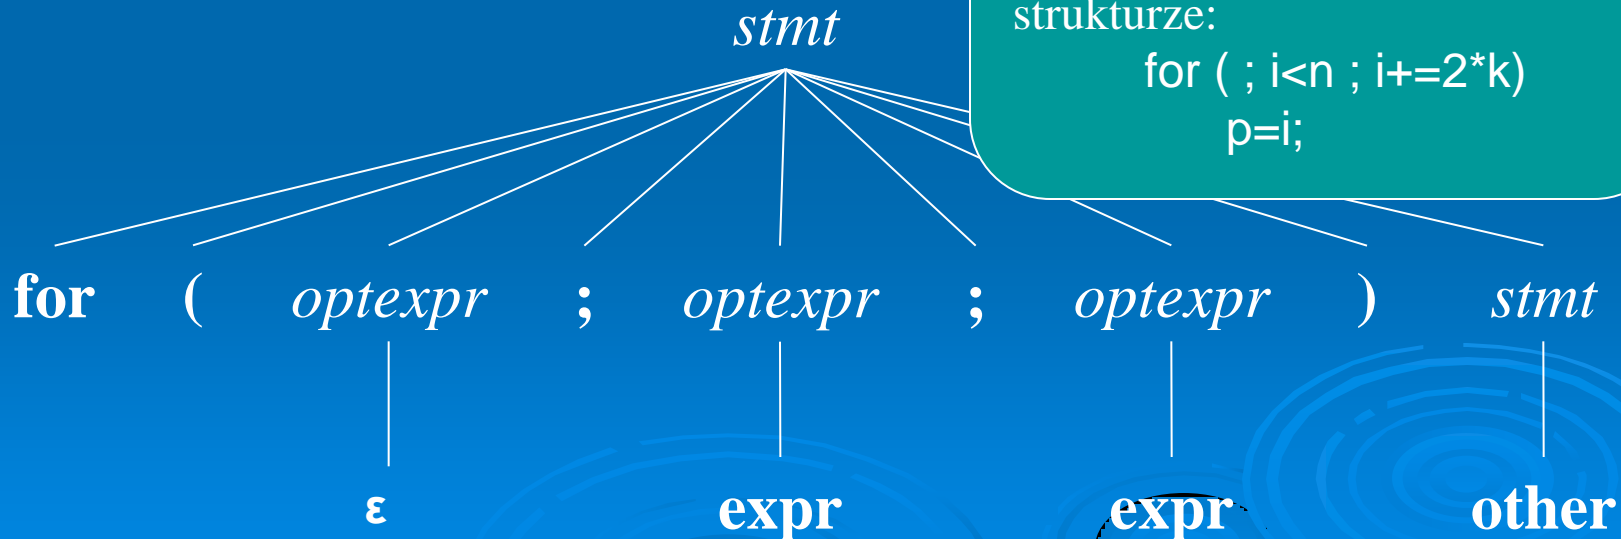 stmt
strukturze:
for ( ; i<n ; i+=2*k)
p=i;
for ( optexpr ; optexpr ; optexpr ) stmt
ε expr expr other